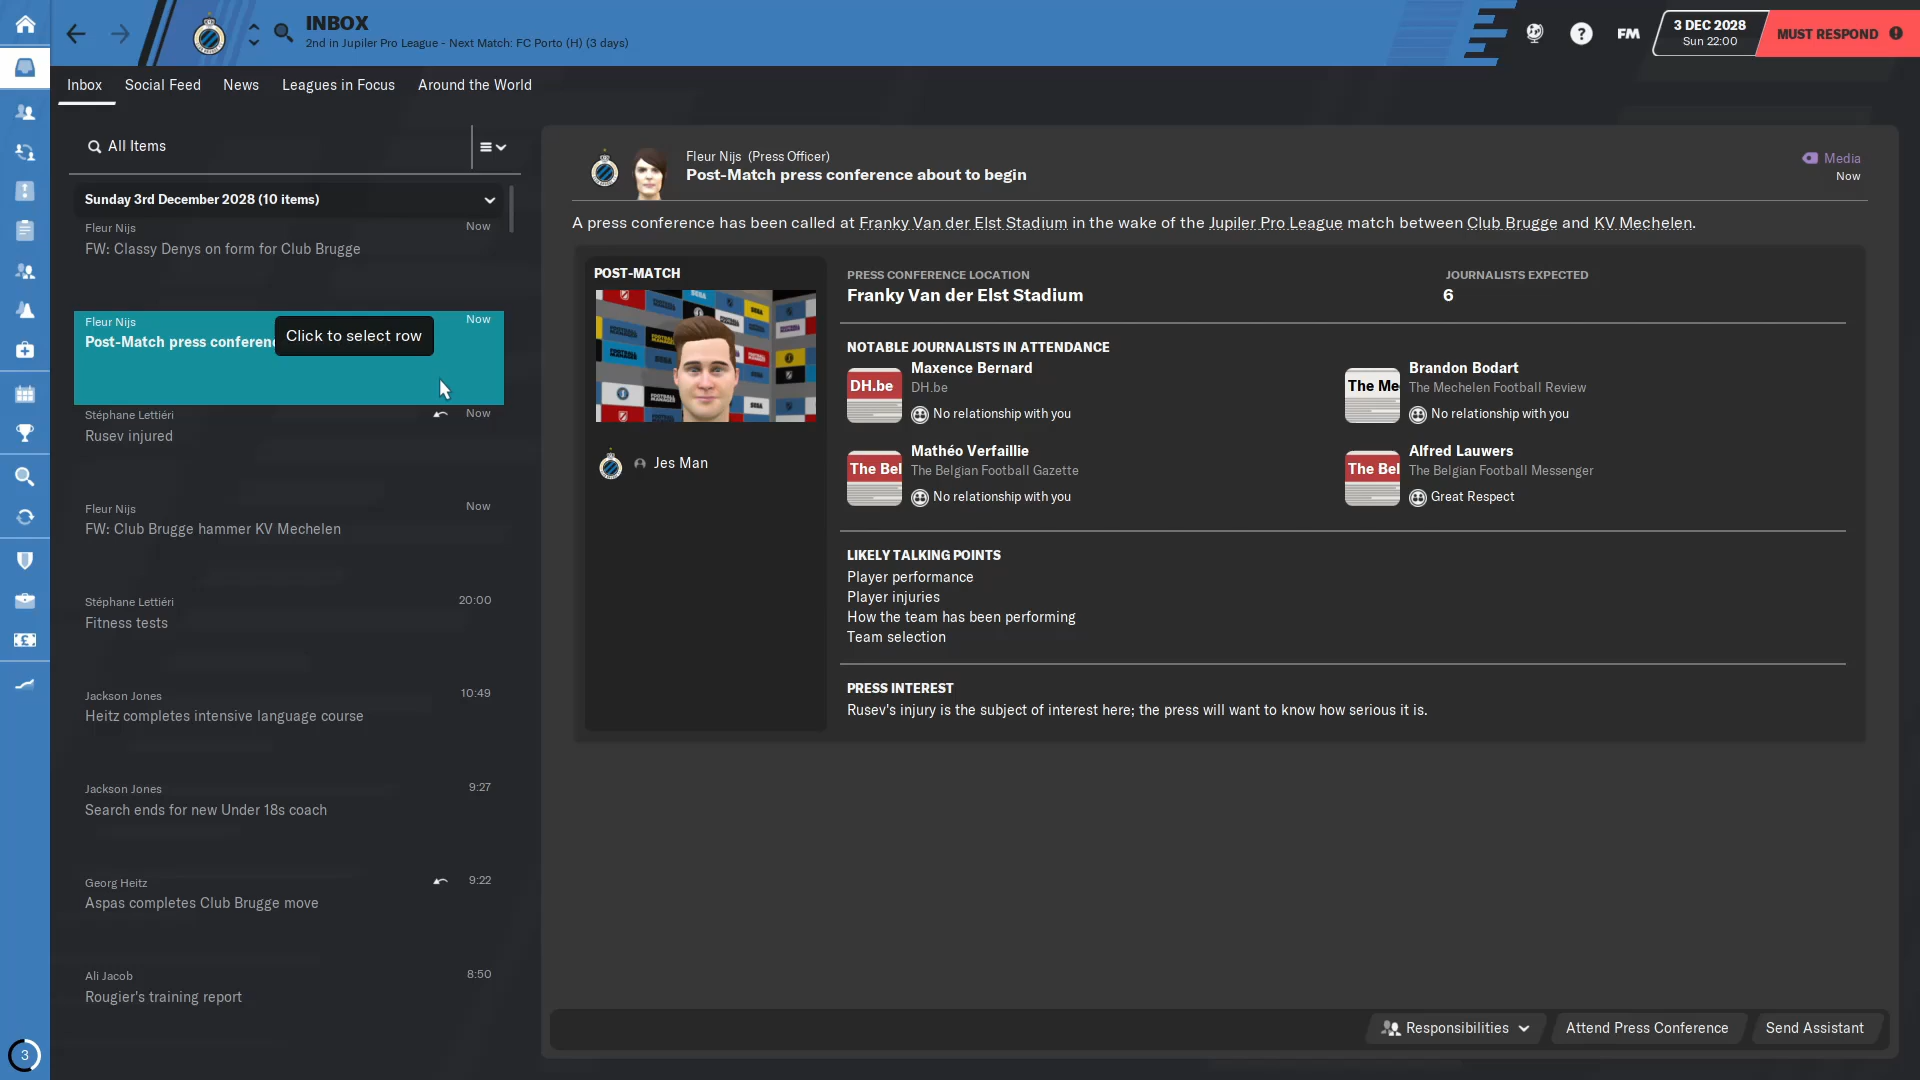 INBOX
2nd in Jupiler Pro League - Next Match: FC Porto (H) (3 days)
FM
3 DEC 2028
Sun 22:00
MUST RESPOND
Inbox
Social Feed
News
Leagues in Focus
Around the World
All Items
Sunday 3rd December 2028 (10 items)
Fleur Nijs
Now
FW: Classy Denys on form for Club Brugge
Fleur Nijs
Now
Post-Match press conferen
Click to select row
Stéphane Lettiéri
Now
Rusev injured
Fleur Nijs
Now
FW: Club Brugge hammer KV Mechelen
Stéphane Lettiéri
20:00
Fitness tests
Jackson Jones
10:49
Heitz completes intensive language course
Jackson Jones
9:27
Search ends for new Under 18s coach
Georg Heitz
9:22
Aspas completes Club Brugge move
Ali Jacob
8:50
Rougier's training report
3
Fleur Nijs (Press Officer)
Post-Match press conference about to begin
Media
Now
A press conference has been called at Franky Van der Elst Stadium in the wake of the Jupiler Pro League match between Club Brugge and KV Mechelen.
POST-MATCH
Jes Man
PRESS CONFERENCE LOCATION
Franky Van der Elst Stadium
JOURNALISTS EXPECTED
6
NOTABLE JOURNALISTS IN ATTENDANCE
DH.be
Maxence Bernard
DH.be
No relationship with you
The Me
Brandon Bodart
The Mechelen Football Review
No relationship with you
The Bel
Mathéo Verfaillie
The Belgian Football Gazette
No relationship with you
The Bel
Alfred Lauwers
The Belgian Football Messenger
Great Respect
LIKELY TALKING POINTS
Player performance
Player injuries
How the team has been performing
Team selection
PRESS INTEREST
Rusev's injury is the subject of interest here; the press will want to know how serious it is.
Responsibilities
Attend Press Conference
Send Assistant